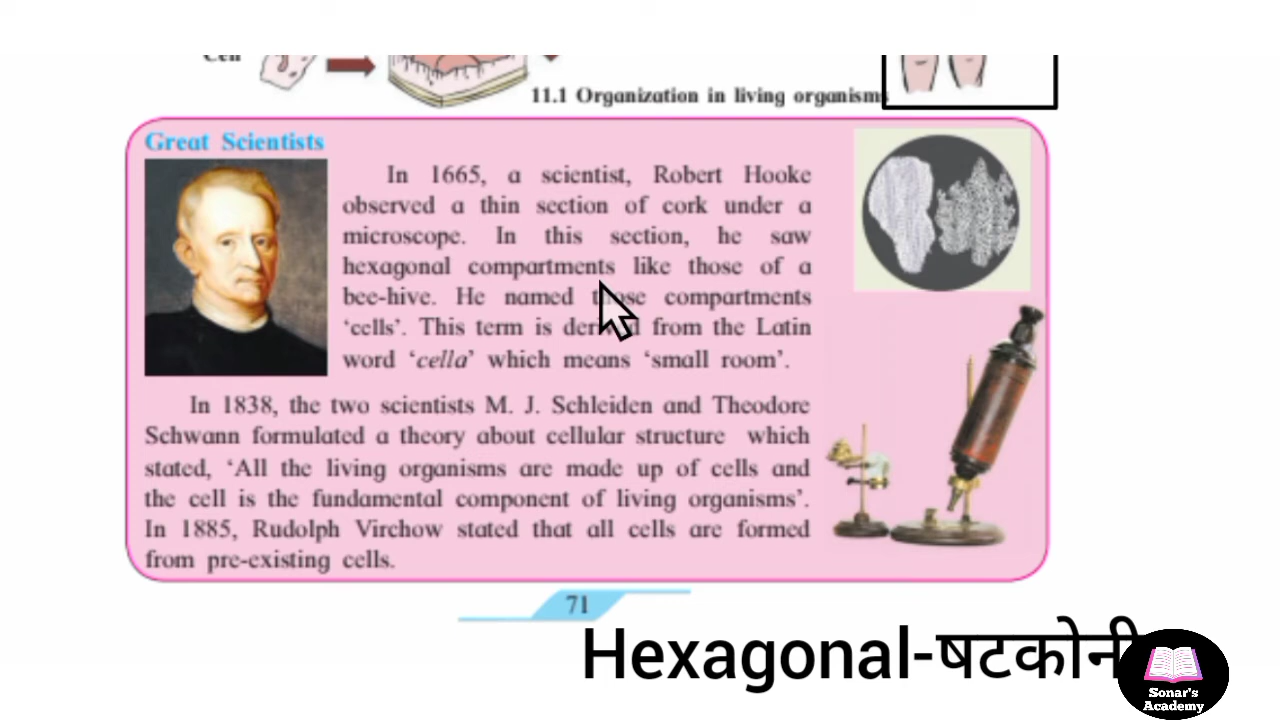 Cell
11.1 Organization in living organisms
Great Scientists
In 1665, a scientist, Robert Hooke
observed a thin section of cork under a
microscope. In this section, he saw
hexagonal compartments like those of a
bee-hive. He named those compartments
‘cells’. This term is derived from the Latin
word ‘cella’ which means ‘small room’.
In 1838, the two scientists M. J. Schleiden and Theodore
Schwann formulated a theory about cellular structure which
stated, ‘All the living organisms are made up of cells and
the cell is the fundamental component of living organisms’.
In 1885, Rudolph Virchow stated that all cells are formed
from pre-existing cells.
71
Hexagonal-षटकोनी
Sonar's
Academy